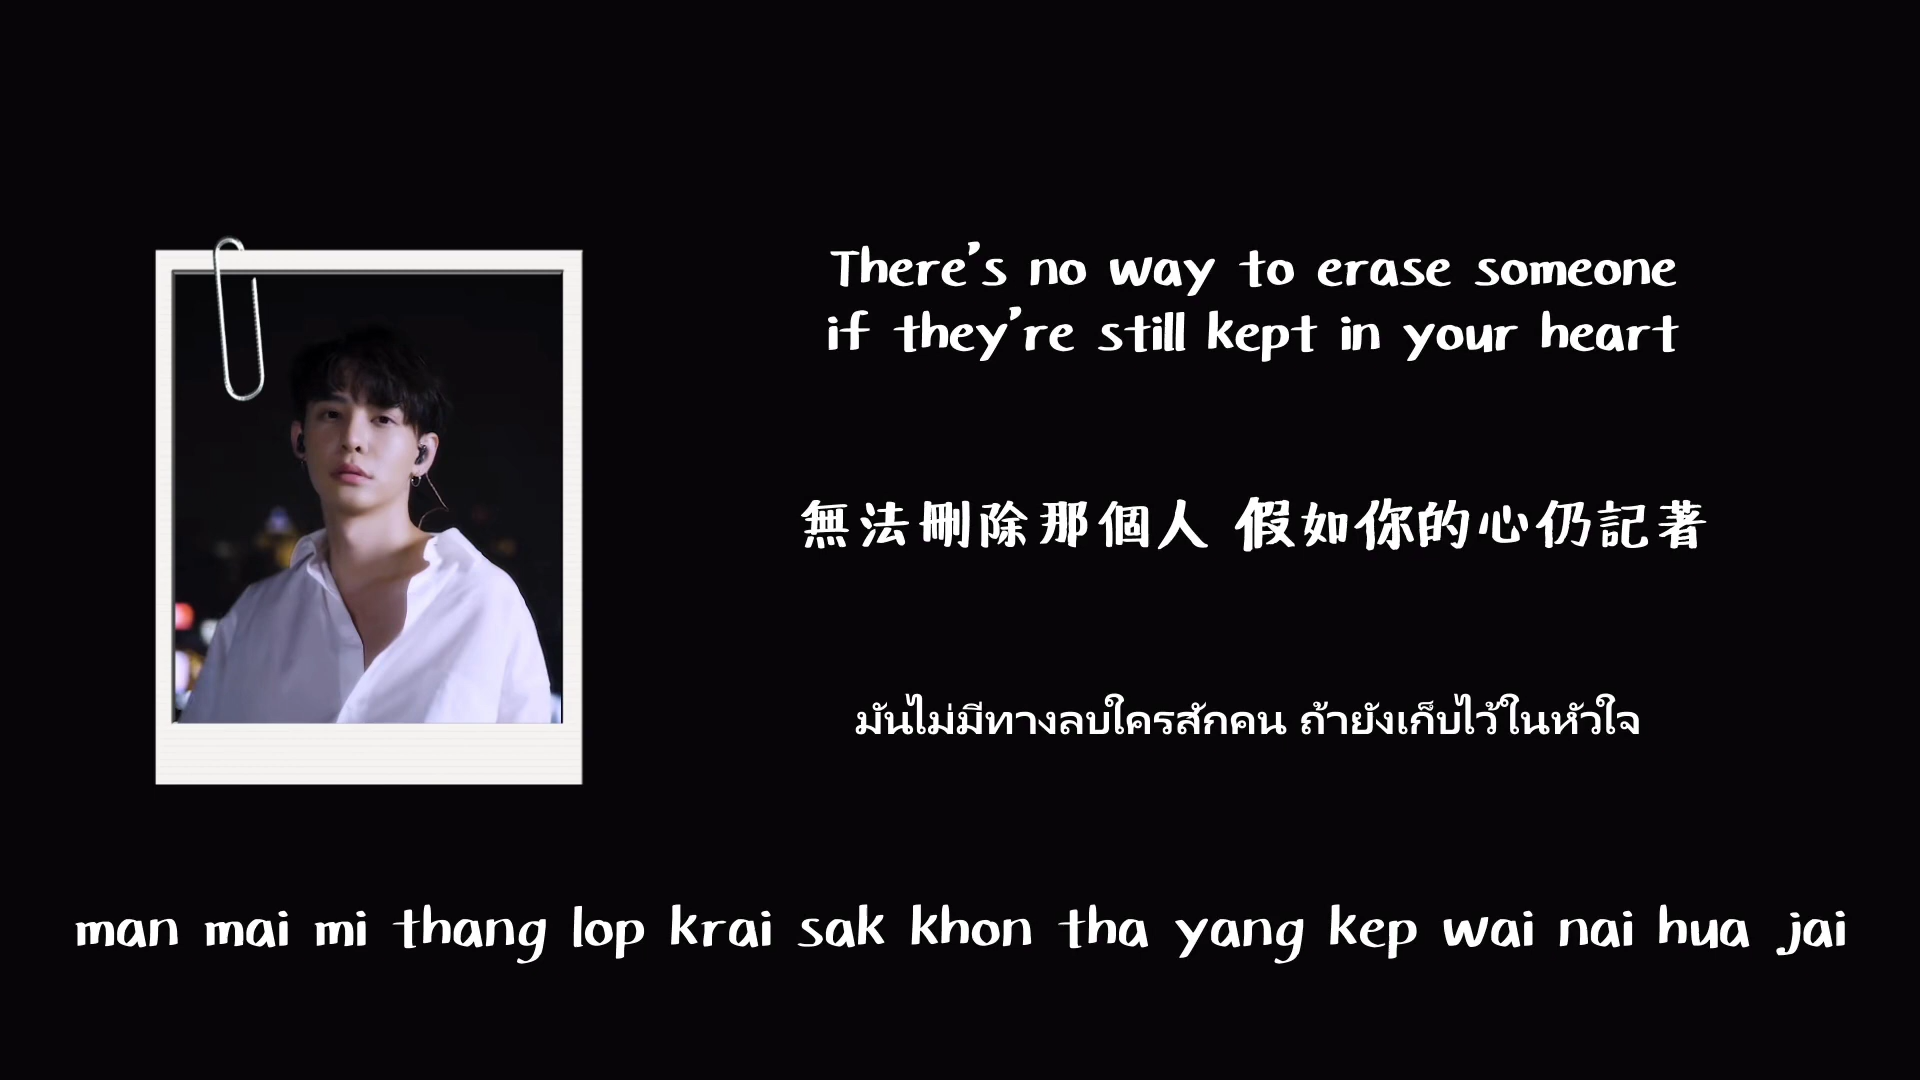 There's no way to erase someone
if they're still kept in your heart
無法刪除那個人 假如你的心仍記著
มันไม่มีทางลบใครสักคน ถ้ายังเก็บไว้ในหัวใจ
man mai mi thang lop krai sak khon tha yang kep wai nai hua jai